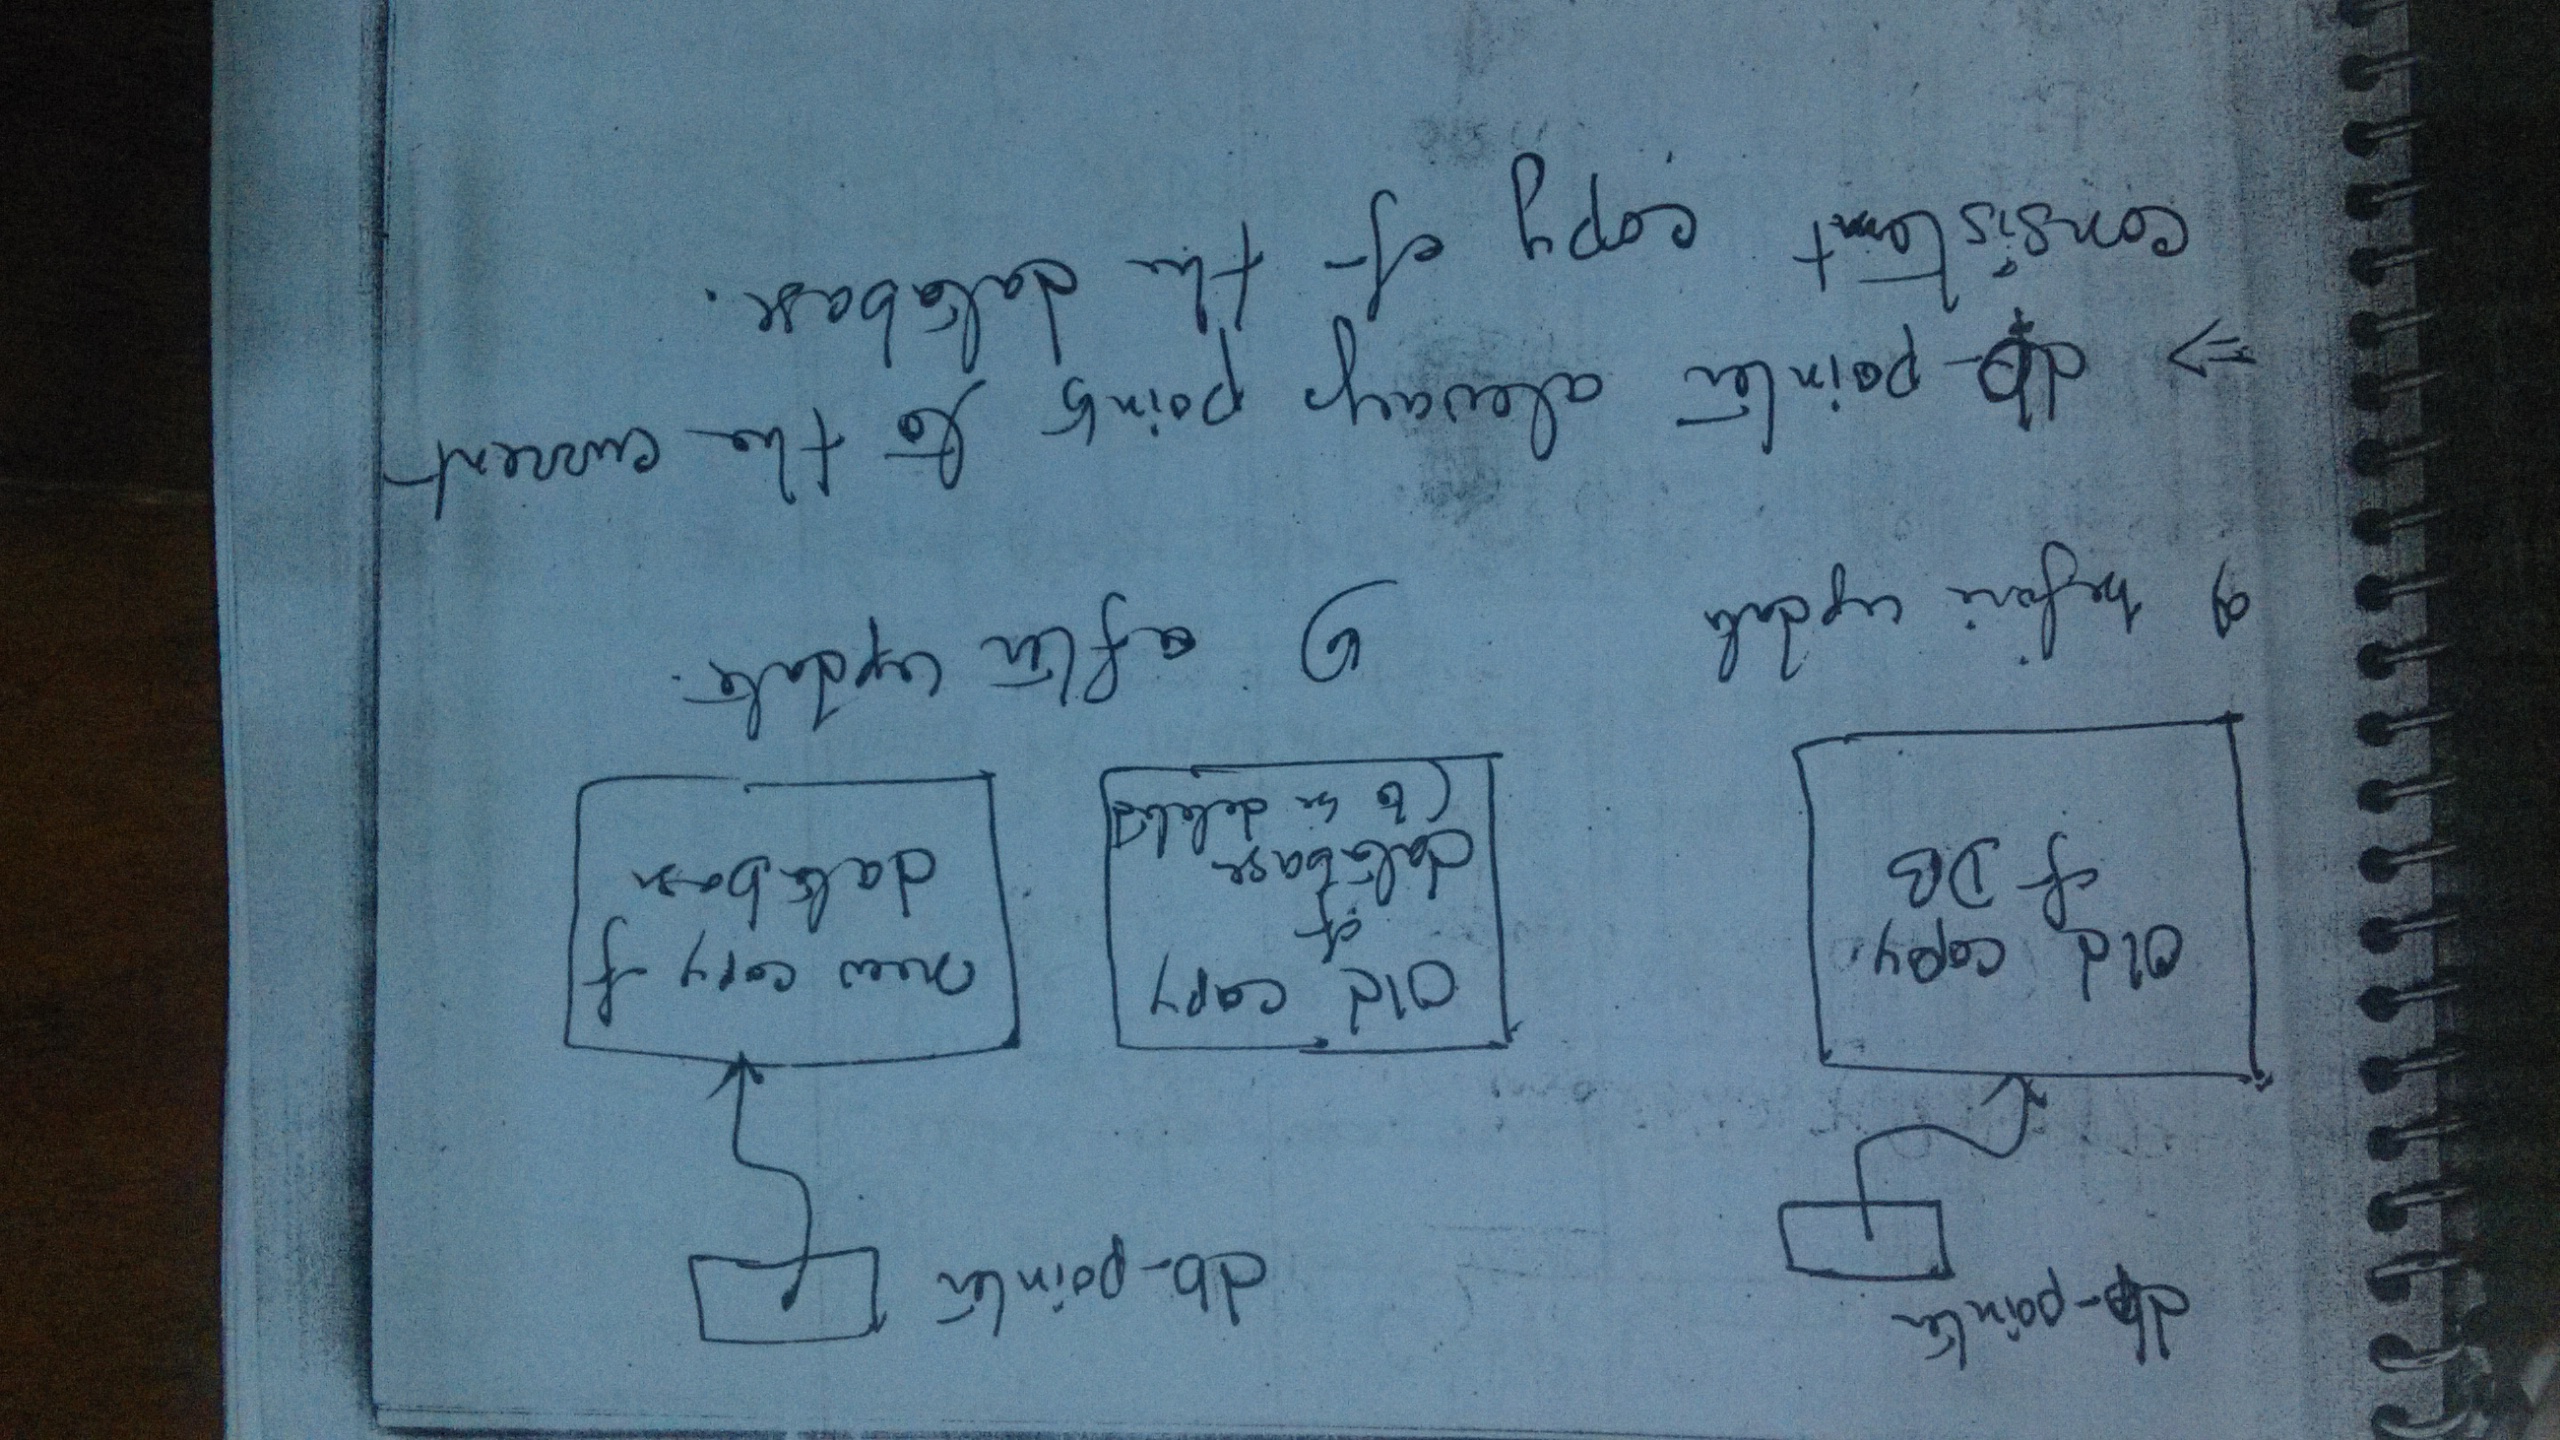 db-pointer
db-pointer
old copy
of DB
old copy
of
database
(to be deleted
new copy of
database
a) before update
b) after update.
⇒ db-pointer always points to the current
consistent copy of the database.